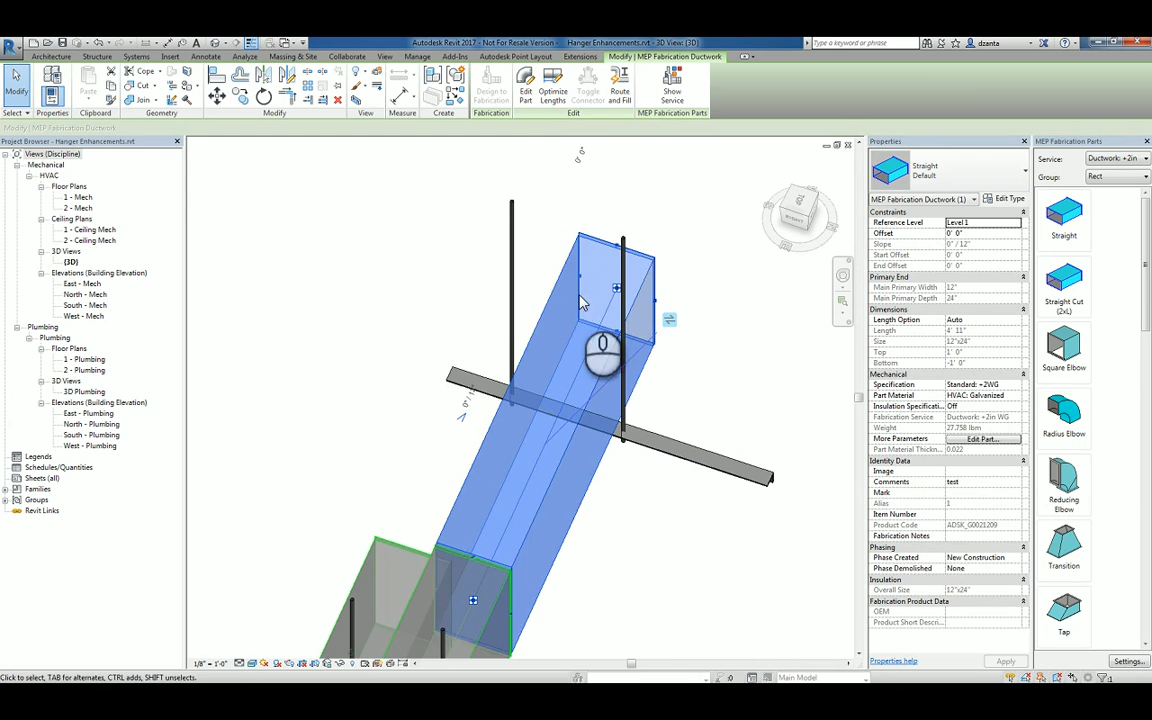 Autodesk Revit 2017 - Not For Resale Version - Hanger Enhancements.rvt - 3D View: {3D}
Type a keyword or phrase
dzanta
Architecture Structure Systems Insert Annotate Analyze Massing & Site Collaborate View Manage Add-Ins Autodesk Point Layout Extensions Modify | MEP Fabrication Ductwork
Modify
Paste
Cope
Cut
Join
Design to Fabrication
Edit Part
Optimize Lengths
Toggle Connector
Route and Fill
Show Service
Select Properties Clipboard Geometry Modify View Measure Create Fabrication Edit MEP Fabrication Parts
Modify | MEP Fabrication Ductwork
Project Browser - Hanger Enhancements.rvt
Views (Discipline)
Mechanical
HVAC
Floor Plans
1 - Mech
2 - Mech
Ceiling Plans
1 - Ceiling Mech
2 - Ceiling Mech
3D Views
{3D}
Elevations (Building Elevation)
East - Mech
North - Mech
South - Mech
West - Mech
Plumbing
Plumbing
Floor Plans
1 - Plumbing
2 - Plumbing
3D Views
3D Plumbing
Elevations (Building Elevation)
East - Plumbing
North - Plumbing
South - Plumbing
West - Plumbing
Legends
Schedules/Quantities
Sheets (all)
Families
Groups
Revit Links
Properties
Straight
Default
MEP Fabrication Ductwork (1) Edit Type
Constraints
Reference Level Level 1
Offset 0' 0"
Slope 0" / 12"
Start Offset 0' 0"
End Offset 0' 0"
Primary End
Main Primary Width 12"
Main Primary Depth 24"
Dimensions
Length Option Auto
Length 4' 11"
Size 12"x24"
Top 1' 0"
Bottom -1' 0"
Mechanical
Specification Standard: +2WG
Part Material HVAC: Galvanized
Insulation Specificati... Off
Fabrication Service Ductwork: +2in WG
Weight 27.758 lbm
More Parameters Edit Part...
Part Material Thickn... 0.022
Identity Data
Image
Comments test
Mark
Alias 1
Item Number
Product Code ADSK_G0021209
Fabrication Notes
Phasing
Phase Created New Construction
Phase Demolished None
Insulation
Overall Size 12"x24"
Fabrication Product Data
OEM
Product Short Descri...
Properties help Apply
MEP Fabrication Parts
Service: Ductwork: +2in
Group: Rect
Straight
Straight Cut (2xL)
Square Elbow
Radius Elbow
Reducing Elbow
Transition
Tap
Settings...
1/8" = 1'-0"
Click to select, TAB for alternates, CTRL adds, SHIFT unselects.
:0
Main Model
:1